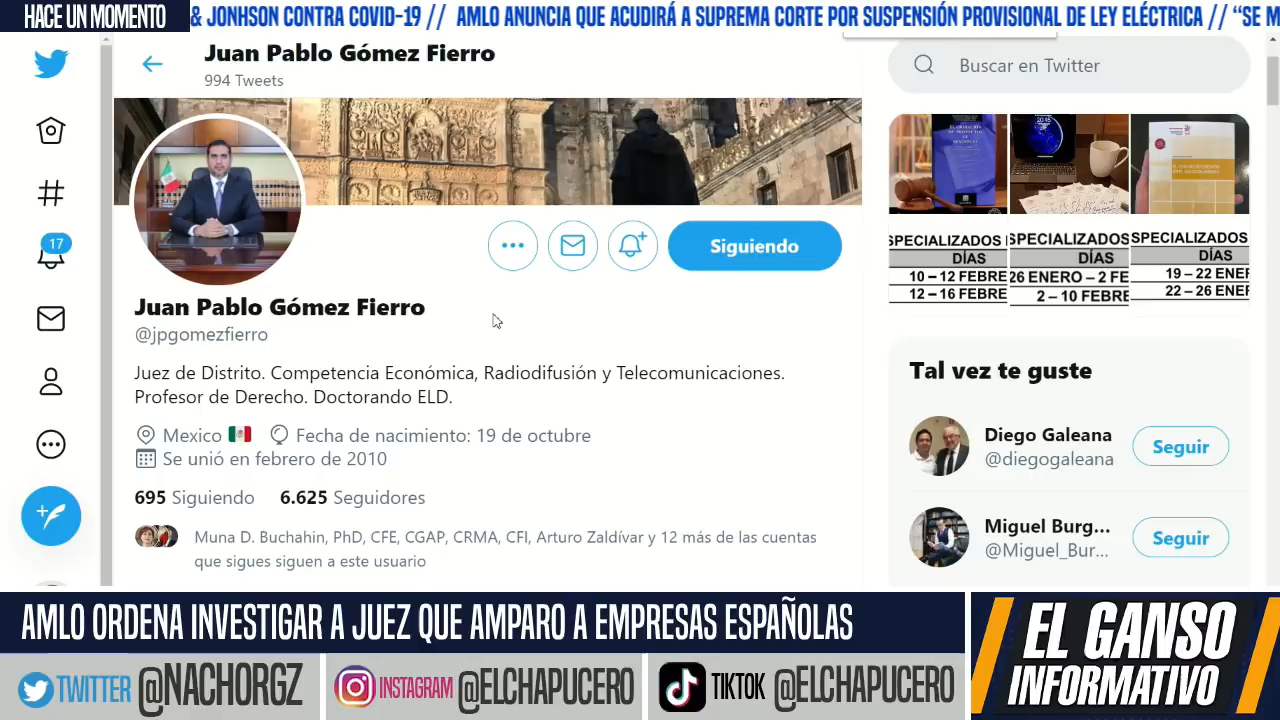 HACE UN MOMENTO
& JONHSON CONTRA COVID-19 // AMLO ANUNCIA QUE ACUDIRÁ A SUPREMA CORTE POR SUSPENSIÓN PROVISIONAL DE LEY ELÉCTRICA // “SE M
Juan Pablo Gómez Fierro
994 Tweets
Buscar en Twitter
17
Siguiendo
Juan Pablo Gómez Fierro
@jpgomezfierro
Juez de Distrito. Competencia Económica, Radiodifusión y Telecomunicaciones.
Profesor de Derecho. Doctorando ELD.
Mexico
Fecha de nacimiento: 19 de octubre
Se unió en febrero de 2010
695 Siguiendo
6.625 Seguidores
Muna D. Buchahin, PhD, CFE, CGAP, CRMA, CFI, Arturo Zaldívar y 12 más de las cuentas
que sigues siguen a este usuario
SPECIALIZADOS
DÍAS
10 – 12 FEBRE
12 – 16 FEBRE
SPECIALIZADOS
DÍAS
26 ENERO – 2 FE
2 – 10 FEBRE
SPECIALIZADOS
DÍAS
19 – 22 ENER
22 – 26 ENER
Tal vez te guste
Diego Galeana
@diegogaleana
Seguir
Miguel Burg...
@Miguel_Bur...
Seguir
AMLO ORDENA INVESTIGAR A JUEZ QUE AMPARO A EMPRESAS ESPAÑOLAS
TWITTER @NACHORGZ
INSTAGRAM @ELCHAPUCERO
TIKTOK @ELCHAPUCERO
EL GANSO
INFORMATIVO